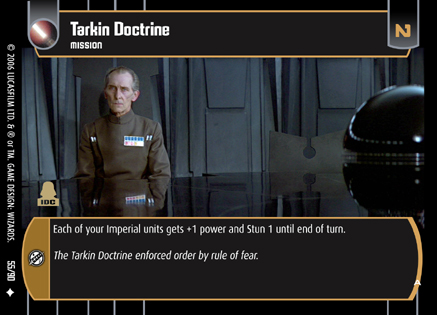 Tarkin Doctrine
MISSION
N
© 2006 LUCASFILM LTD. & ® or TM. GAME DESIGN: WIZARDS.
55/90
IDC
Each of your Imperial units gets +1 power and Stun 1 until end of turn.
The Tarkin Doctrine enforced order by rule of fear.